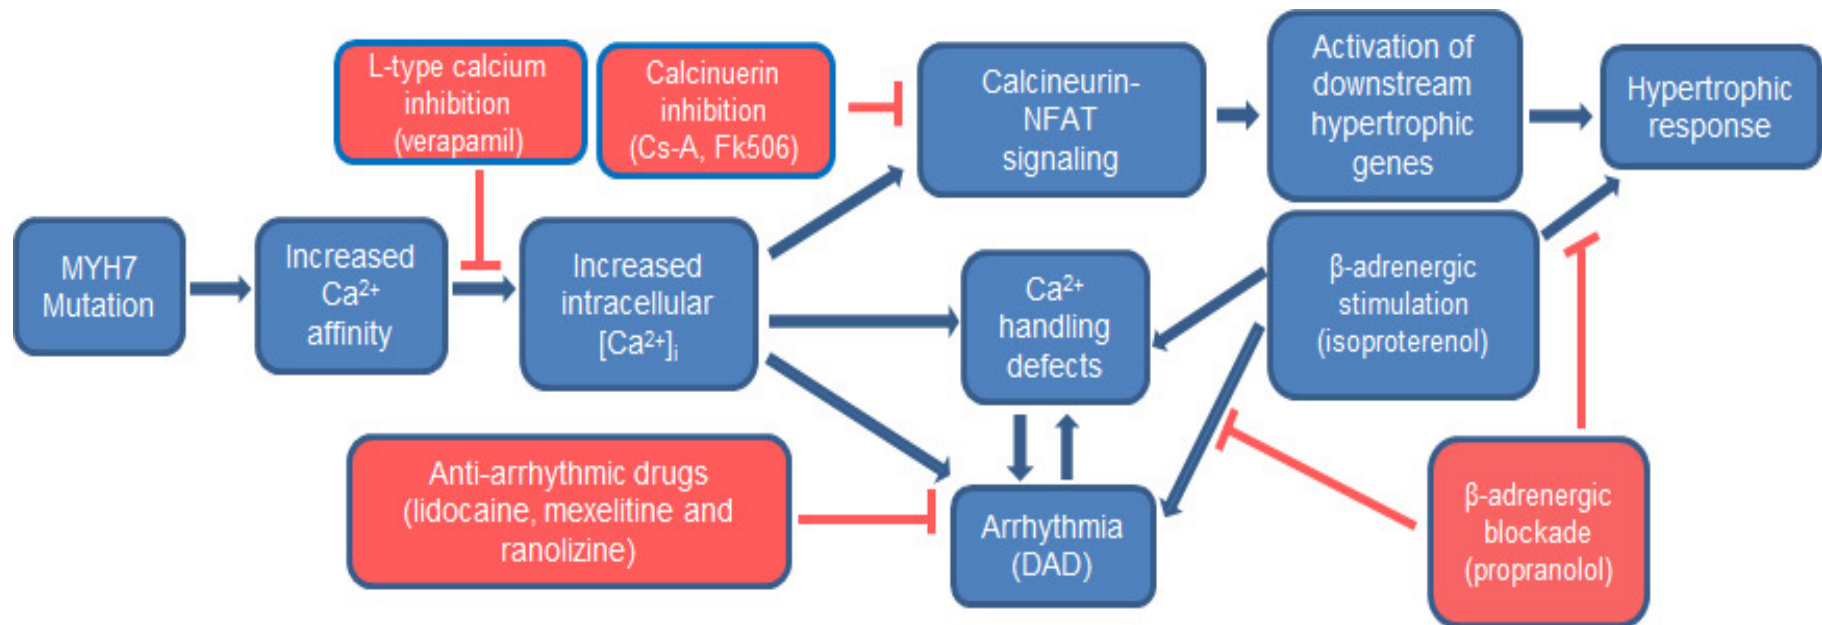 L-type calcium
inhibition
(verapamil)
Calcinuerin
inhibition
(Cs-A, Fk506)
Calcineurin-
NFAT
signaling
Activation of
downstream
hypertrophic
genes
Hypertrophic
response
MYH7
Mutation
Increased
Ca²⁺
affinity
Increased
intracellular
[Ca²⁺]ᵢ
Ca²⁺
handling
defects
β-adrenergic
stimulation
(isoproterenol)
Anti-arrhythmic drugs
(lidocaine, mexelitine and
ranolizine)
Arrhythmia
(DAD)
β-adrenergic
blockade
(propranolol)